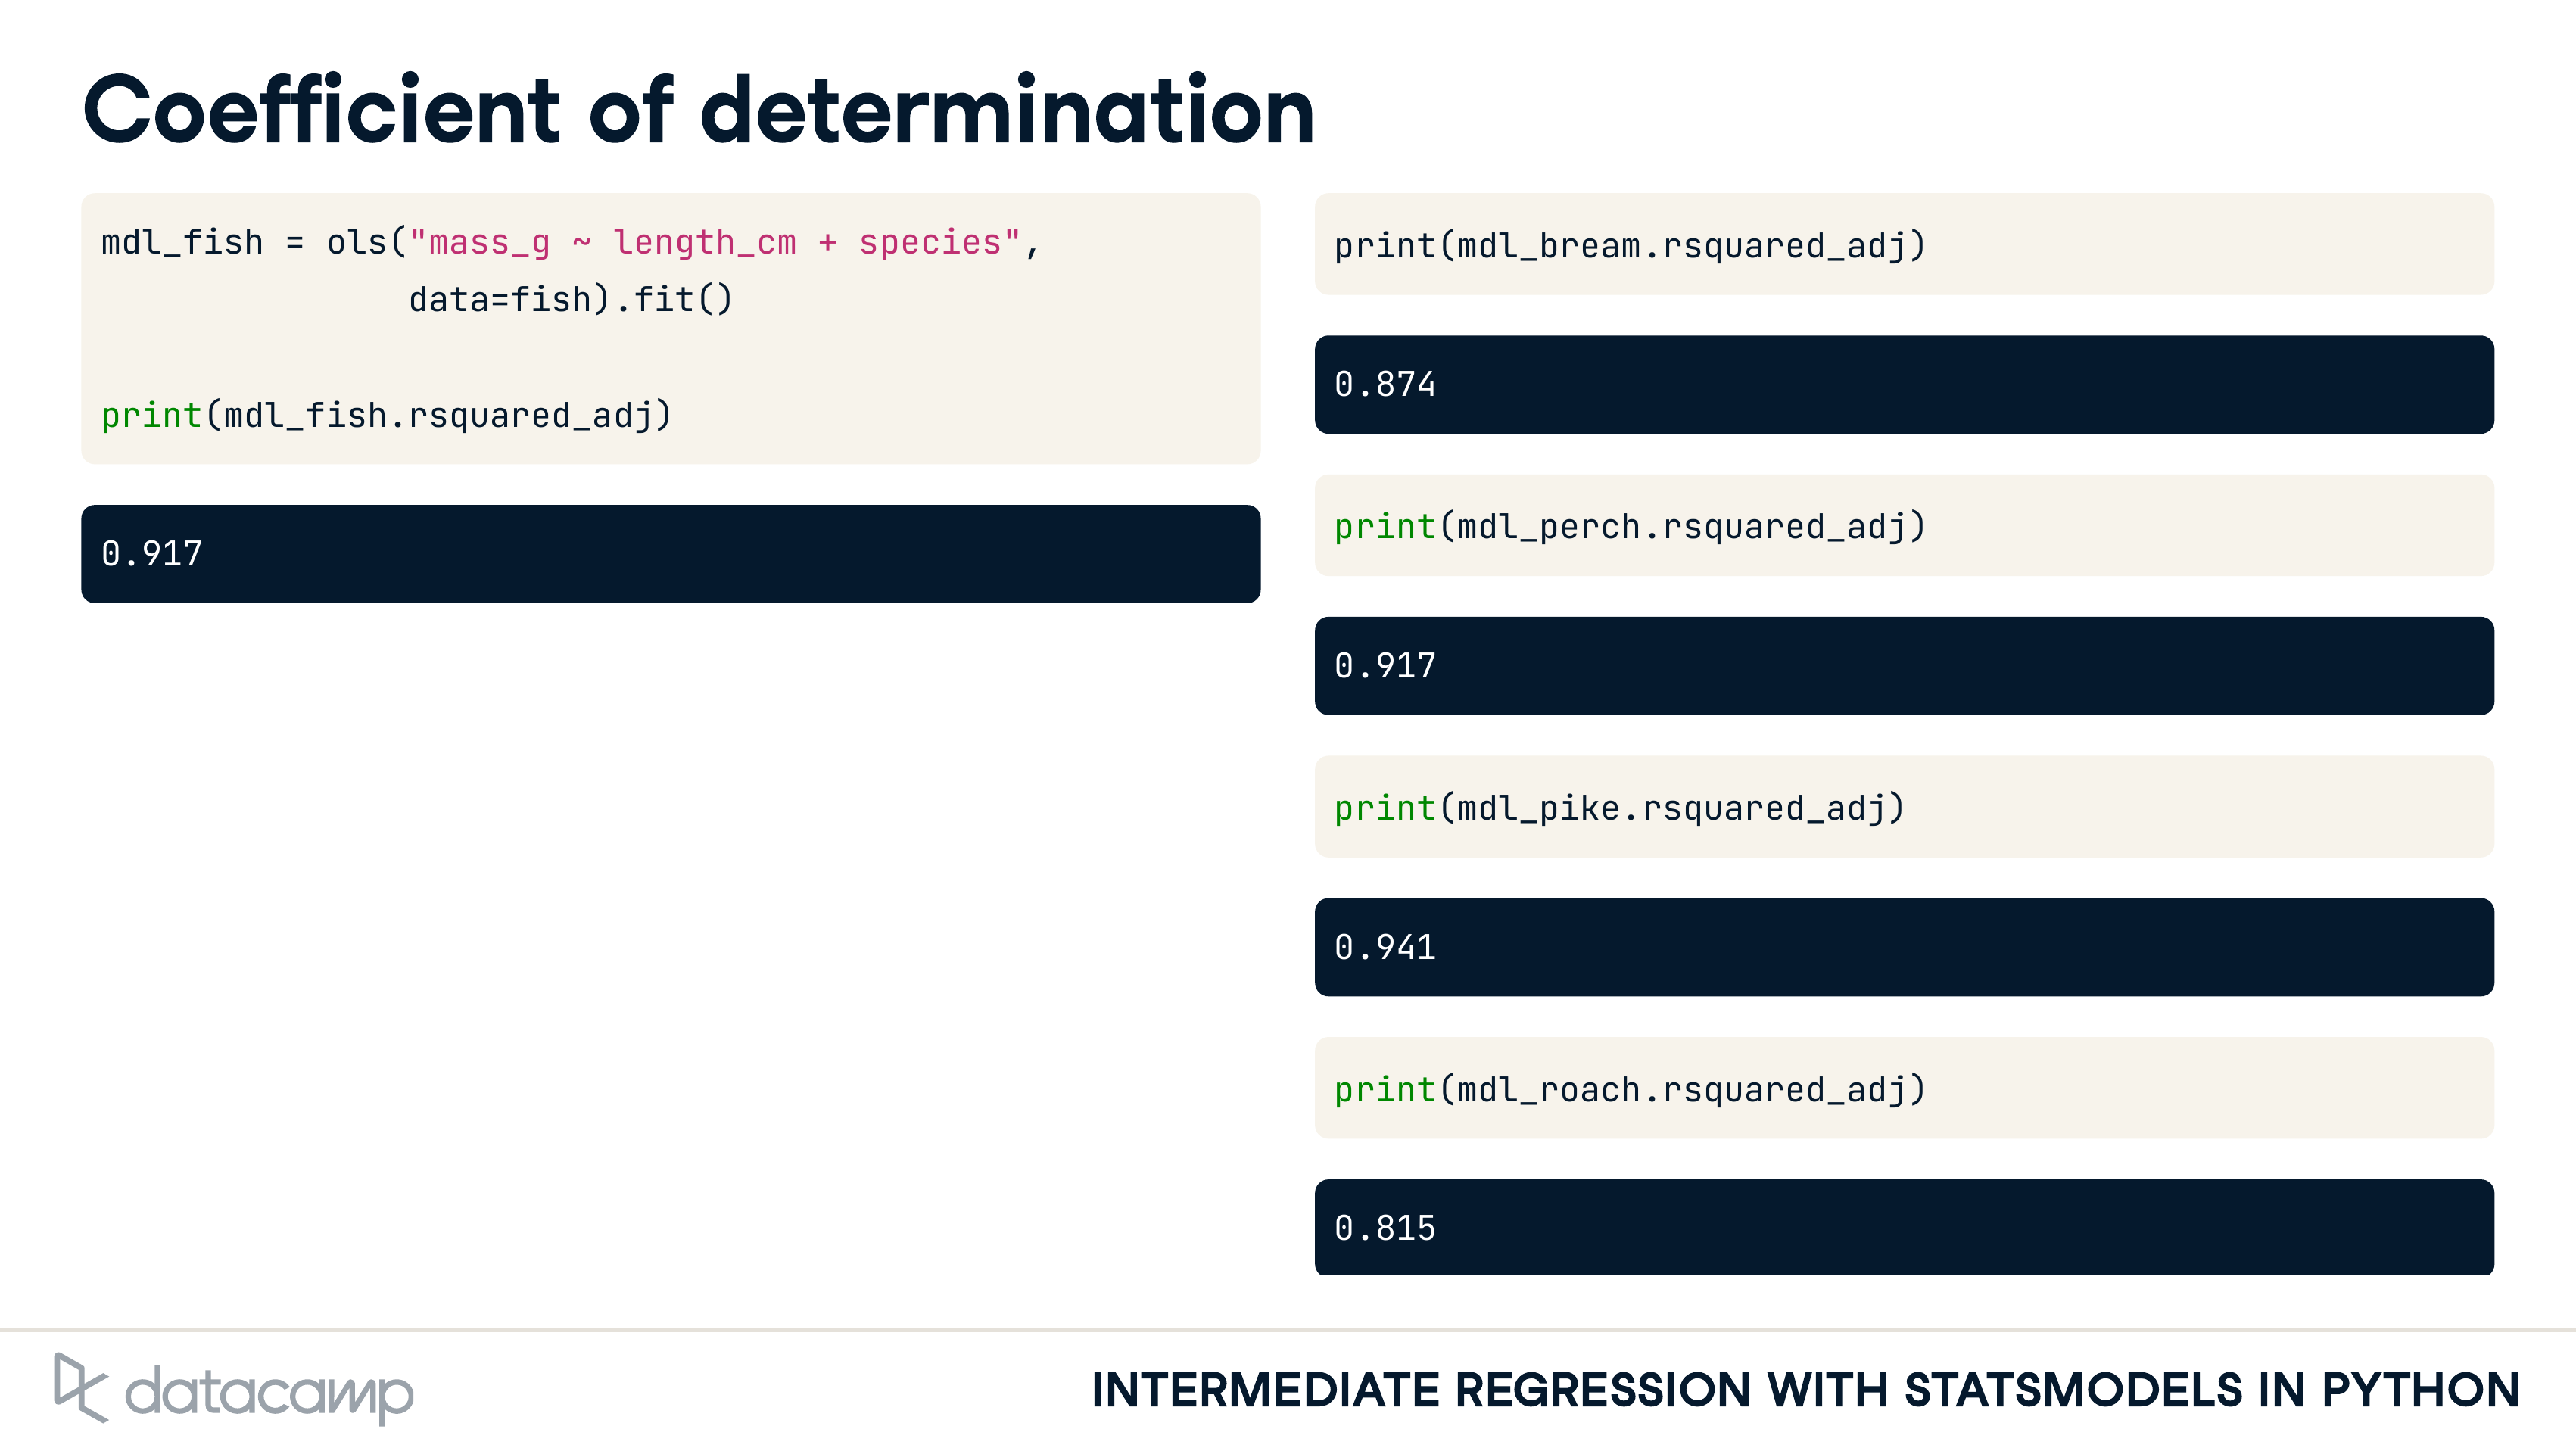 Coefficient of determination
mdl_fish = ols("mass_g ~ length_cm + species",
data=fish).fit()
print(mdl_fish.rsquared_adj)
0.917
print(mdl_bream.rsquared_adj)
0.874
print(mdl_perch.rsquared_adj)
0.917
print(mdl_pike.rsquared_adj)
0.941
print(mdl_roach.rsquared_adj)
0.815
datacamp
INTERMEDIATE REGRESSION WITH STATSMODELS IN PYTHON